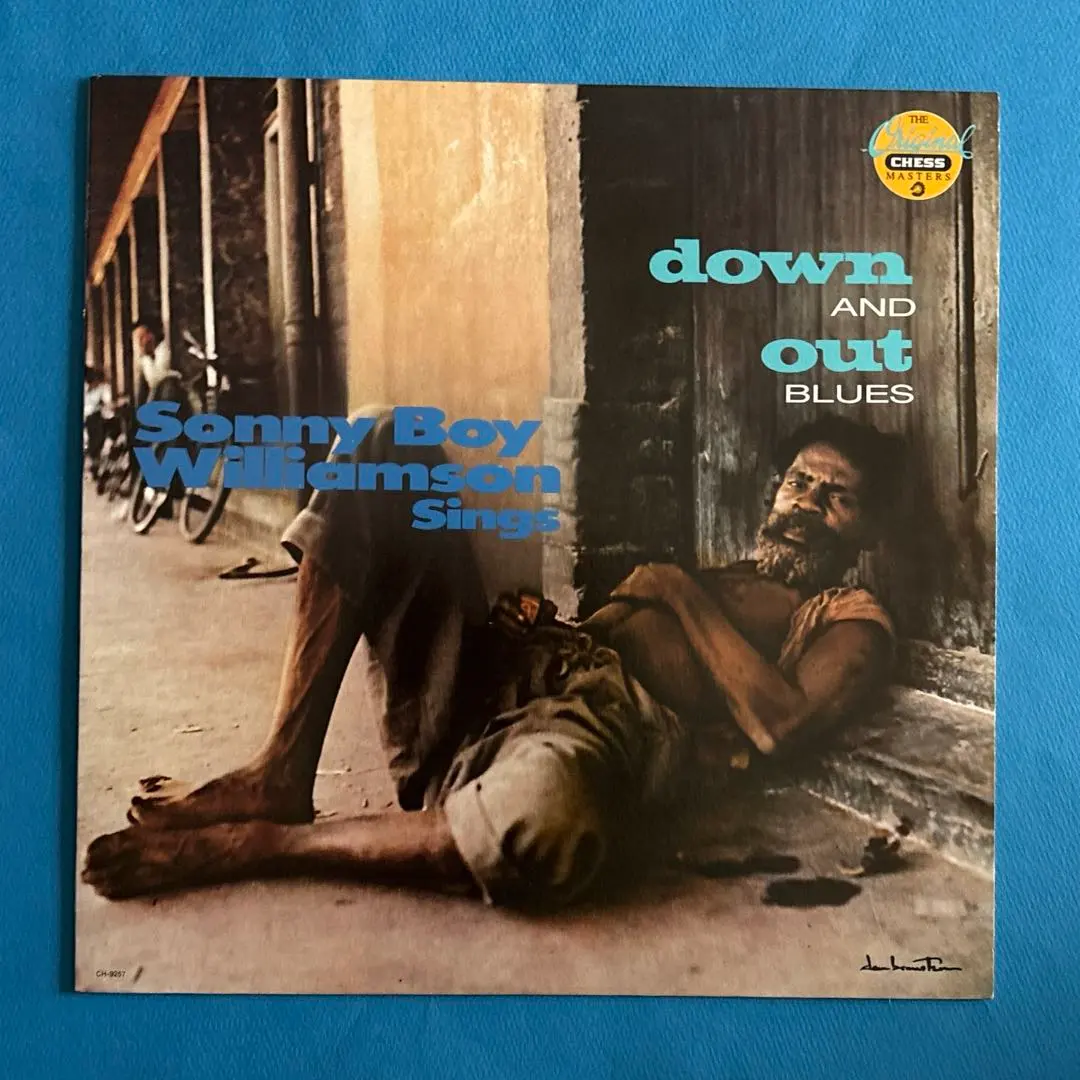 THE
Original
CHESS
MASTERS
down
AND
out
BLUES
Sonny Boy
Williamson
Sings
CH-9257